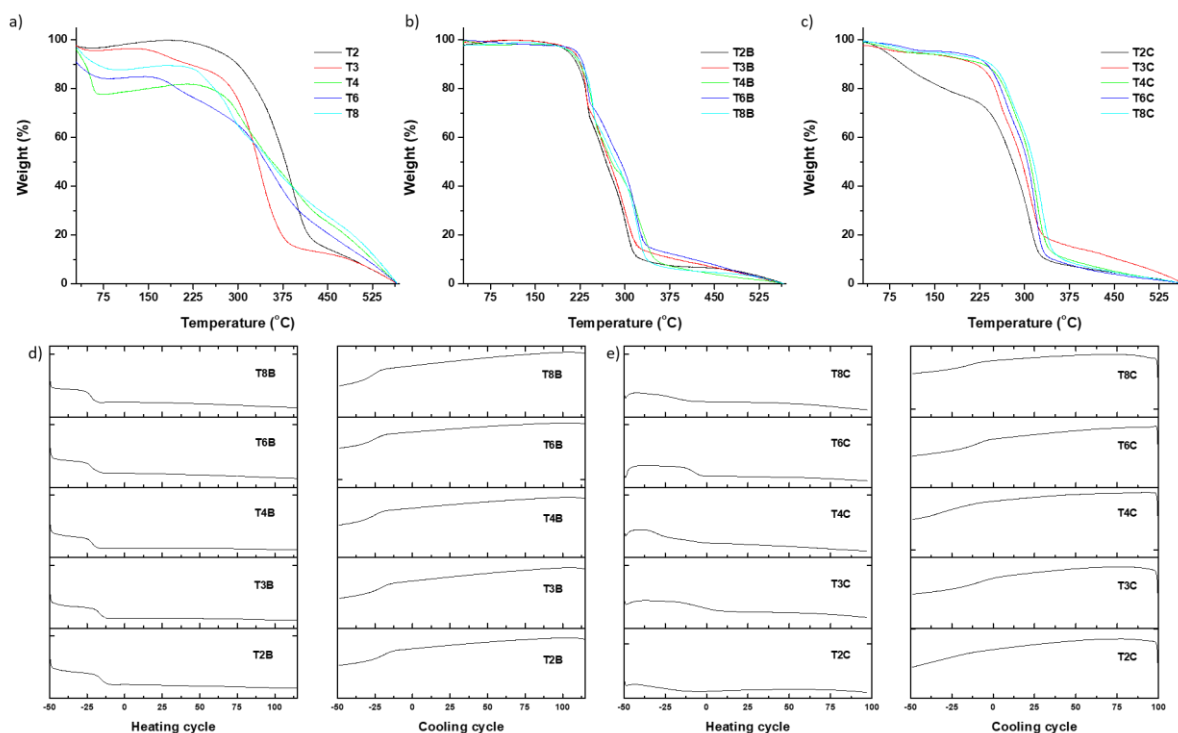 a)
Weight (%)
100
80
60
40
20
0
T2
T3
T4
T6
T8
75 150 225 300 375 450 525
Temperature (°C)
b)
Weight (%)
100
80
60
40
20
0
T2B
T3B
T4B
T6B
T8B
75 150 225 300 375 450 525
Temperature (°C)
c)
Weight (%)
100
80
60
40
20
0
T2C
T3C
T4C
T6C
T8C
75 150 225 300 375 450 525
Temperature (°C)
d)
T8B
T6B
T4B
T3B
T2B
-50 -25 0 25 50 75 100
Heating cycle
T8B
T6B
T4B
T3B
T2B
-50 -25 0 25 50 75 100
Cooling cycle
e)
T8C
T6C
T4C
T3C
T2C
-50 -25 0 25 50 75 100
Heating cycle
T8C
T6C
T4C
T3C
T2C
-50 -25 0 25 50 75 100
Cooling cycle